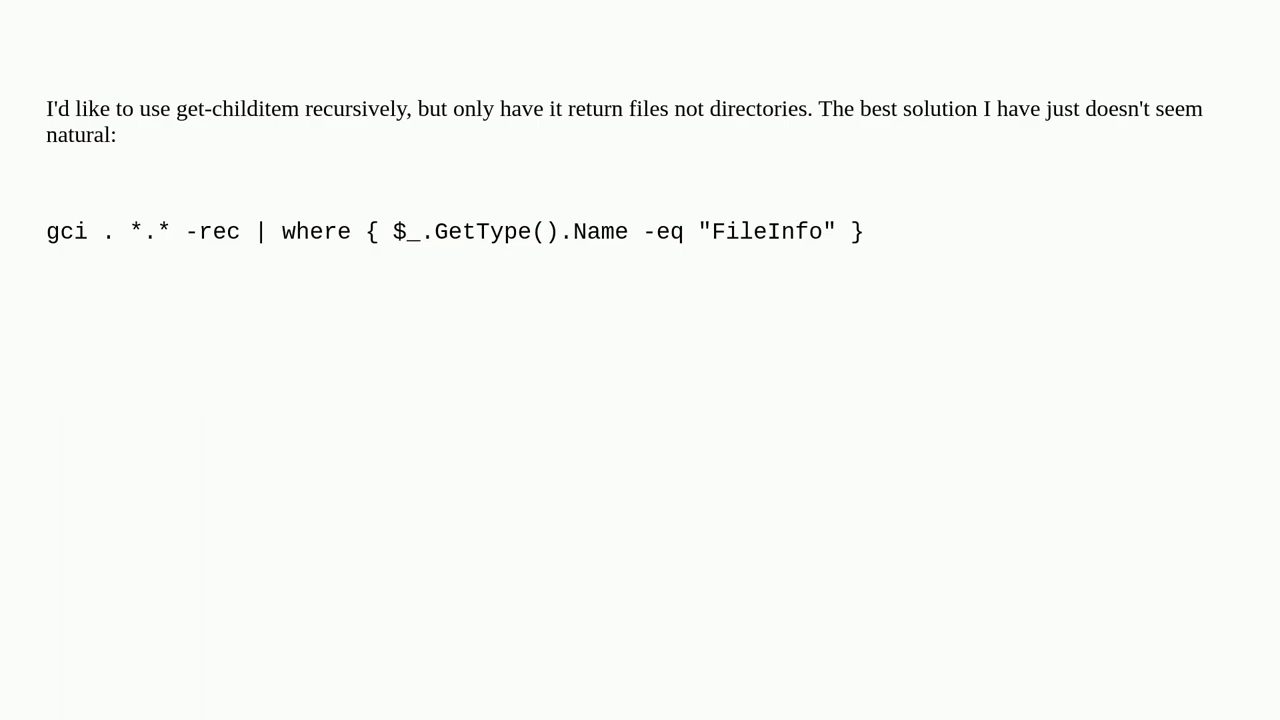 I'd like to use get-childitem recursively, but only have it return files not directories. The best solution I have just doesn't seem
natural:
gci . *.* -rec | where { $_.GetType().Name -eq "FileInfo" }